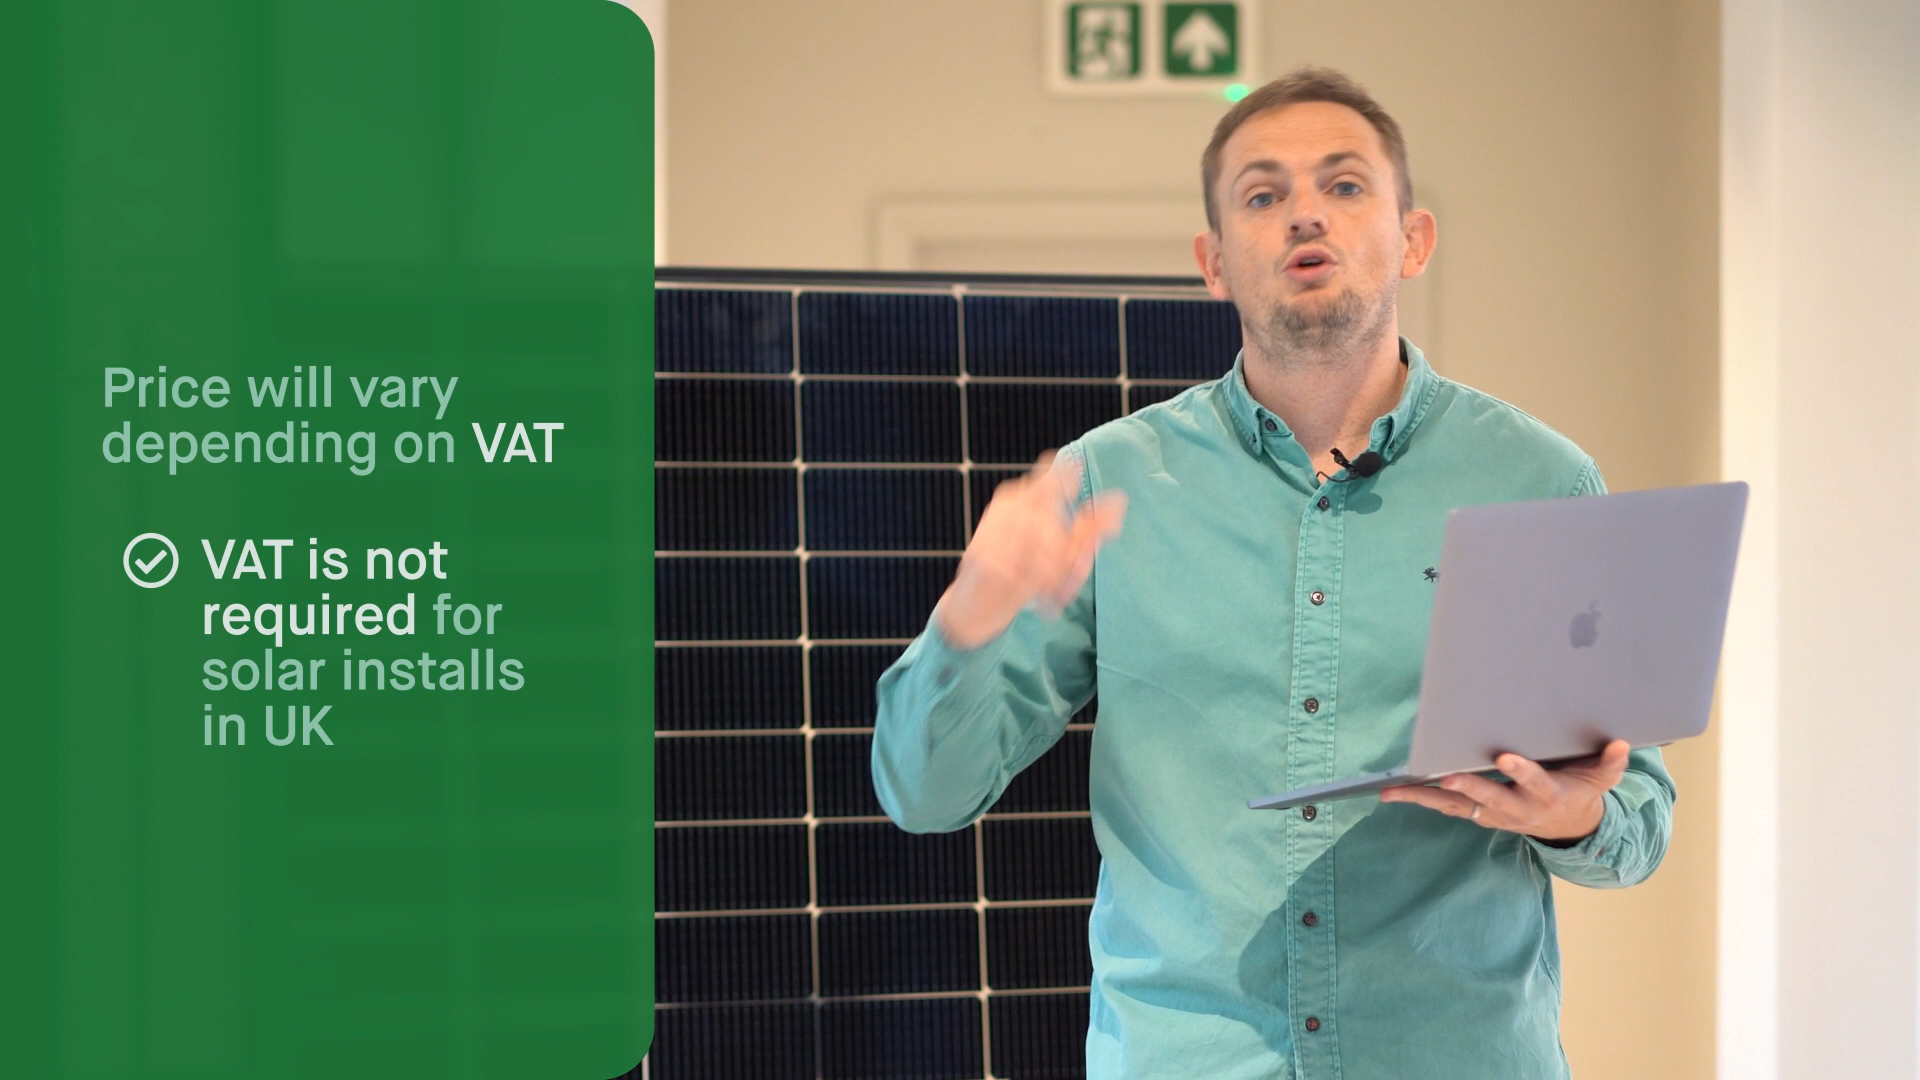 Price will vary
depending on VAT
VAT is not
required for
solar installs
in UK